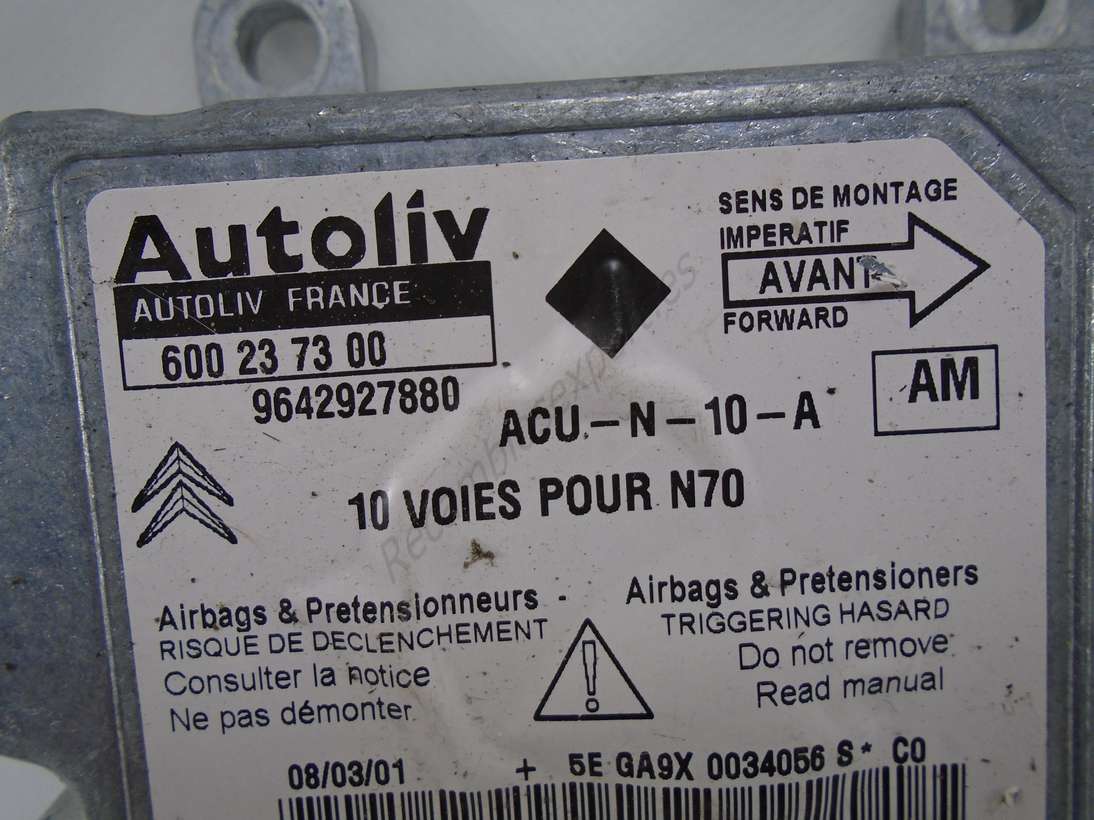 Autoliv
AUTOLIV FRANCE
600 23 73 00
9642927880
SENS DE MONTAGE
IMPERATIF
AVANT
FORWARD
AM
ACU-N-10-A
10 VOIES POUR N70
Airbags & Pretensionneurs -
RISQUE DE DECLENCHEMENT
Consulter la notice
Ne pas démonter
Airbags & Pretensioners
TRIGGERING HASARD
Do not remove
Read manual
!
08/03/01 + 5E GA9X 0034056 S* C0